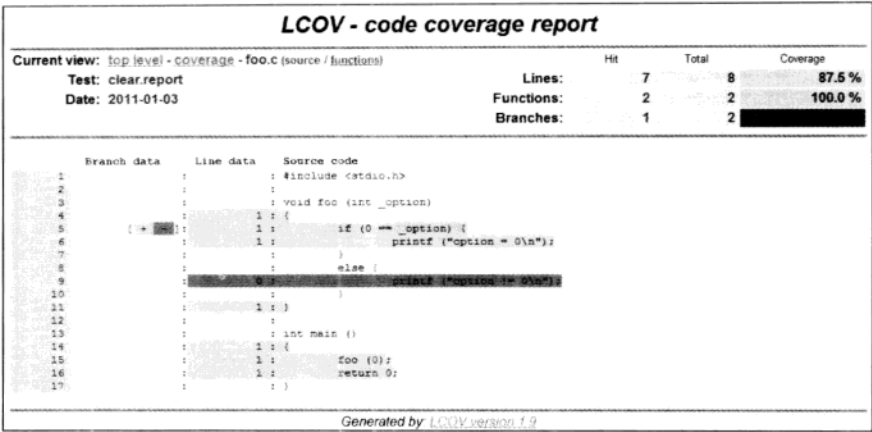 LCOV - code coverage report
Current view: top level - coverage - foo.c (source / functions)
Test: clear.report
Date: 2011-01-03
Hit Total Coverage
Lines: 7 8 87.5 %
Functions: 2 2 100.0 %
Branches: 1 2
Branch data Line data Source code
1 : : #include <stdio.h>
2 : :
3 : : void foo (int _option)
4 : 1 : {
5 [ + - ]: 1 : if (0 == _option) {
6 : 1 : printf ("option = 0\n");
7 : : }
8 : : else {
9 : 0 : printf ("option != 0\n");
10 : : }
11 : 1 : }
12 : :
13 : : int main ()
14 : 1 : {
15 : 1 : foo (0);
16 : 1 : return 0;
17 : : }
Generated by: LCOV version 1.9